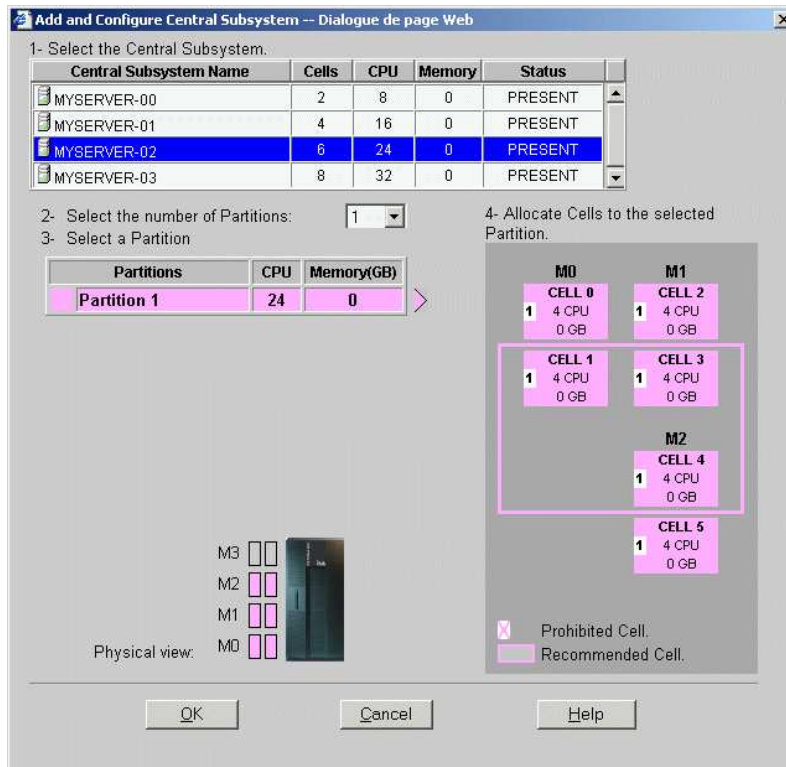 Add and Configure Central Subsystem -- Dialogue de page Web
1- Select the Central Subsystem.
Central Subsystem Name Cells CPU Memory Status
MYSERVER-00 2 8 0 PRESENT
MYSERVER-01 4 16 0 PRESENT
MYSERVER-02 6 24 0 PRESENT
MYSERVER-03 8 32 0 PRESENT
2- Select the number of Partitions: 1
3- Select a Partition
Partitions CPU Memory(GB)
Partition 1 24 0
4- Allocate Cells to the selected
Partition.
M0 M1
CELL 0 CELL 2
1 4 CPU 1 4 CPU
0 GB 0 GB
CELL 1 CELL 3
1 4 CPU 1 4 CPU
0 GB 0 GB
M2
CELL 4
1 4 CPU
0 GB
CELL 5
1 4 CPU
0 GB
X Prohibited Cell.
Recommended Cell.
M3
M2
M1
M0
Physical view:
OK Cancel Help